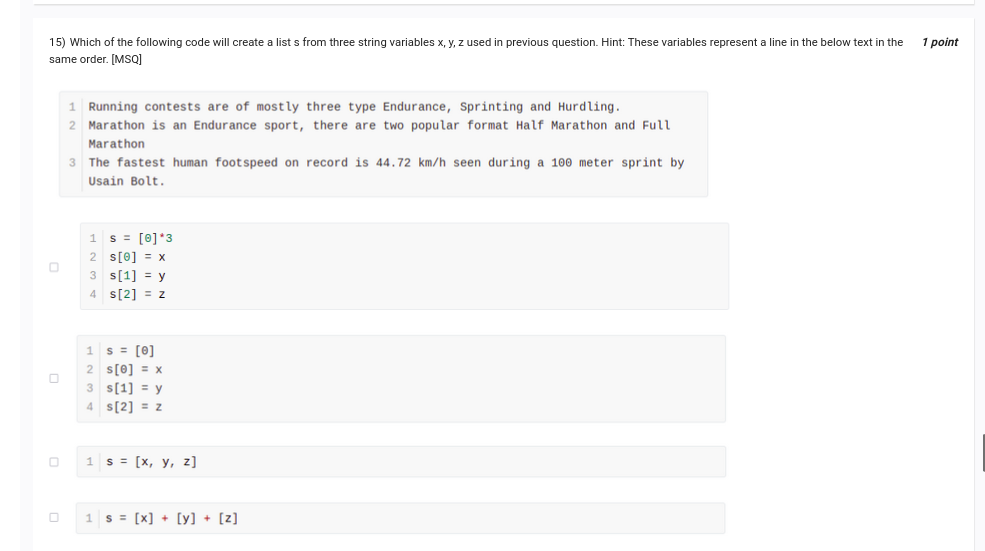 15) Which of the following code will create a list s from three string variables x, y, z used in previous question. Hint: These variables represent a line in the below text in the 1 point
same order. [MSQ]
1 Running contests are of mostly three type Endurance, Sprinting and Hurdling.
2 Marathon is an Endurance sport, there are two popular format Half Marathon and Full
Marathon
3 The fastest human footspeed on record is 44.72 km/h seen during a 100 meter sprint by
Usain Bolt.
1 s = [0]*3
2 s[0] = x
3 s[1] = y
4 s[2] = z
1 s = [0]
2 s[0] = x
3 s[1] = y
4 s[2] = z
1 s = [x, y, z]
1 s = [x] + [y] + [z]